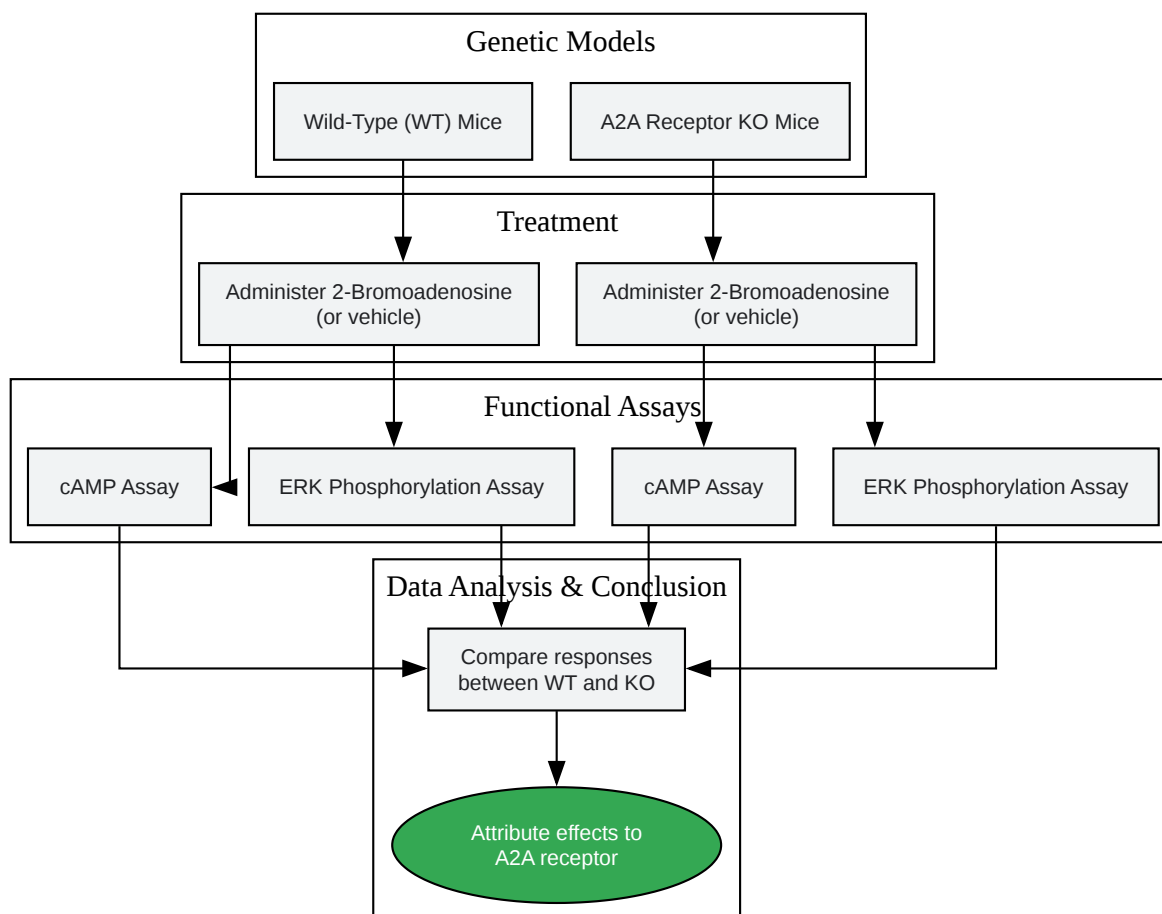 Genetic Models
Wild-Type (WT) Mice
A2A Receptor KO Mice
Treatment
Administer 2-Bromoadenosine
(or vehicle)
Administer 2-Bromoadenosine
(or vehicle)
Functional Assays
cAMP Assay
ERK Phosphorylation Assay
cAMP Assay
ERK Phosphorylation Assay
Data Analysis & Conclusion
Compare responses
between WT and KO
Attribute effects to
A2A receptor